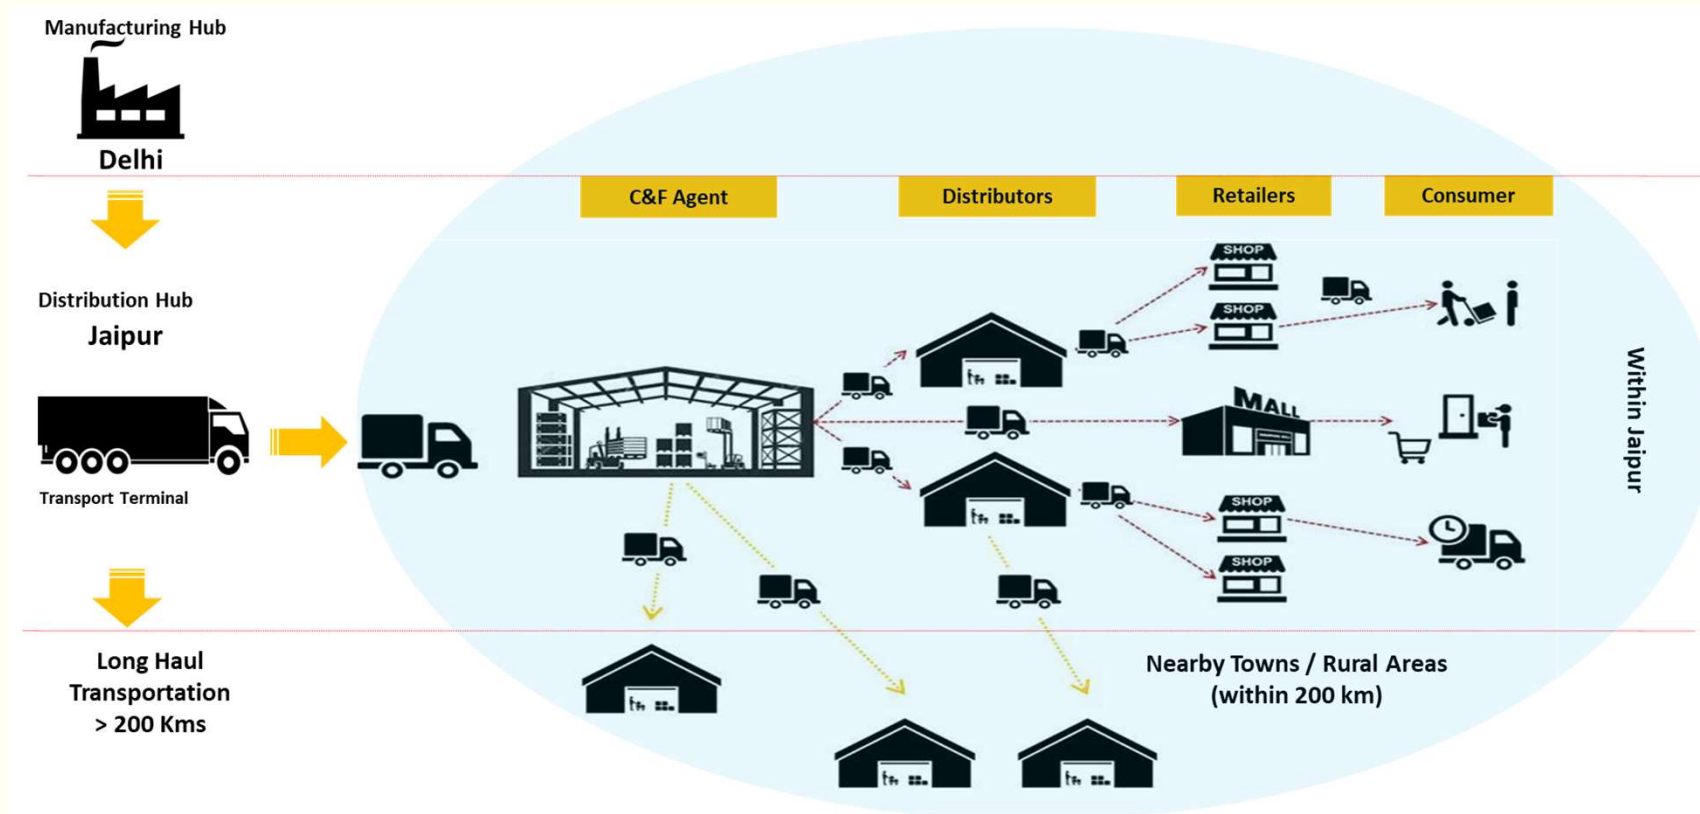 Manufacturing Hub
Delhi
C&F Agent
Distributors
Retailers
Consumer
Distribution Hub
Jaipur
Transport Terminal
SHOP
SHOP
MALL
SHOP
SHOP
Within Jaipur
Long Haul
Transportation
> 200 Kms
Nearby Towns / Rural Areas
(within 200 km)